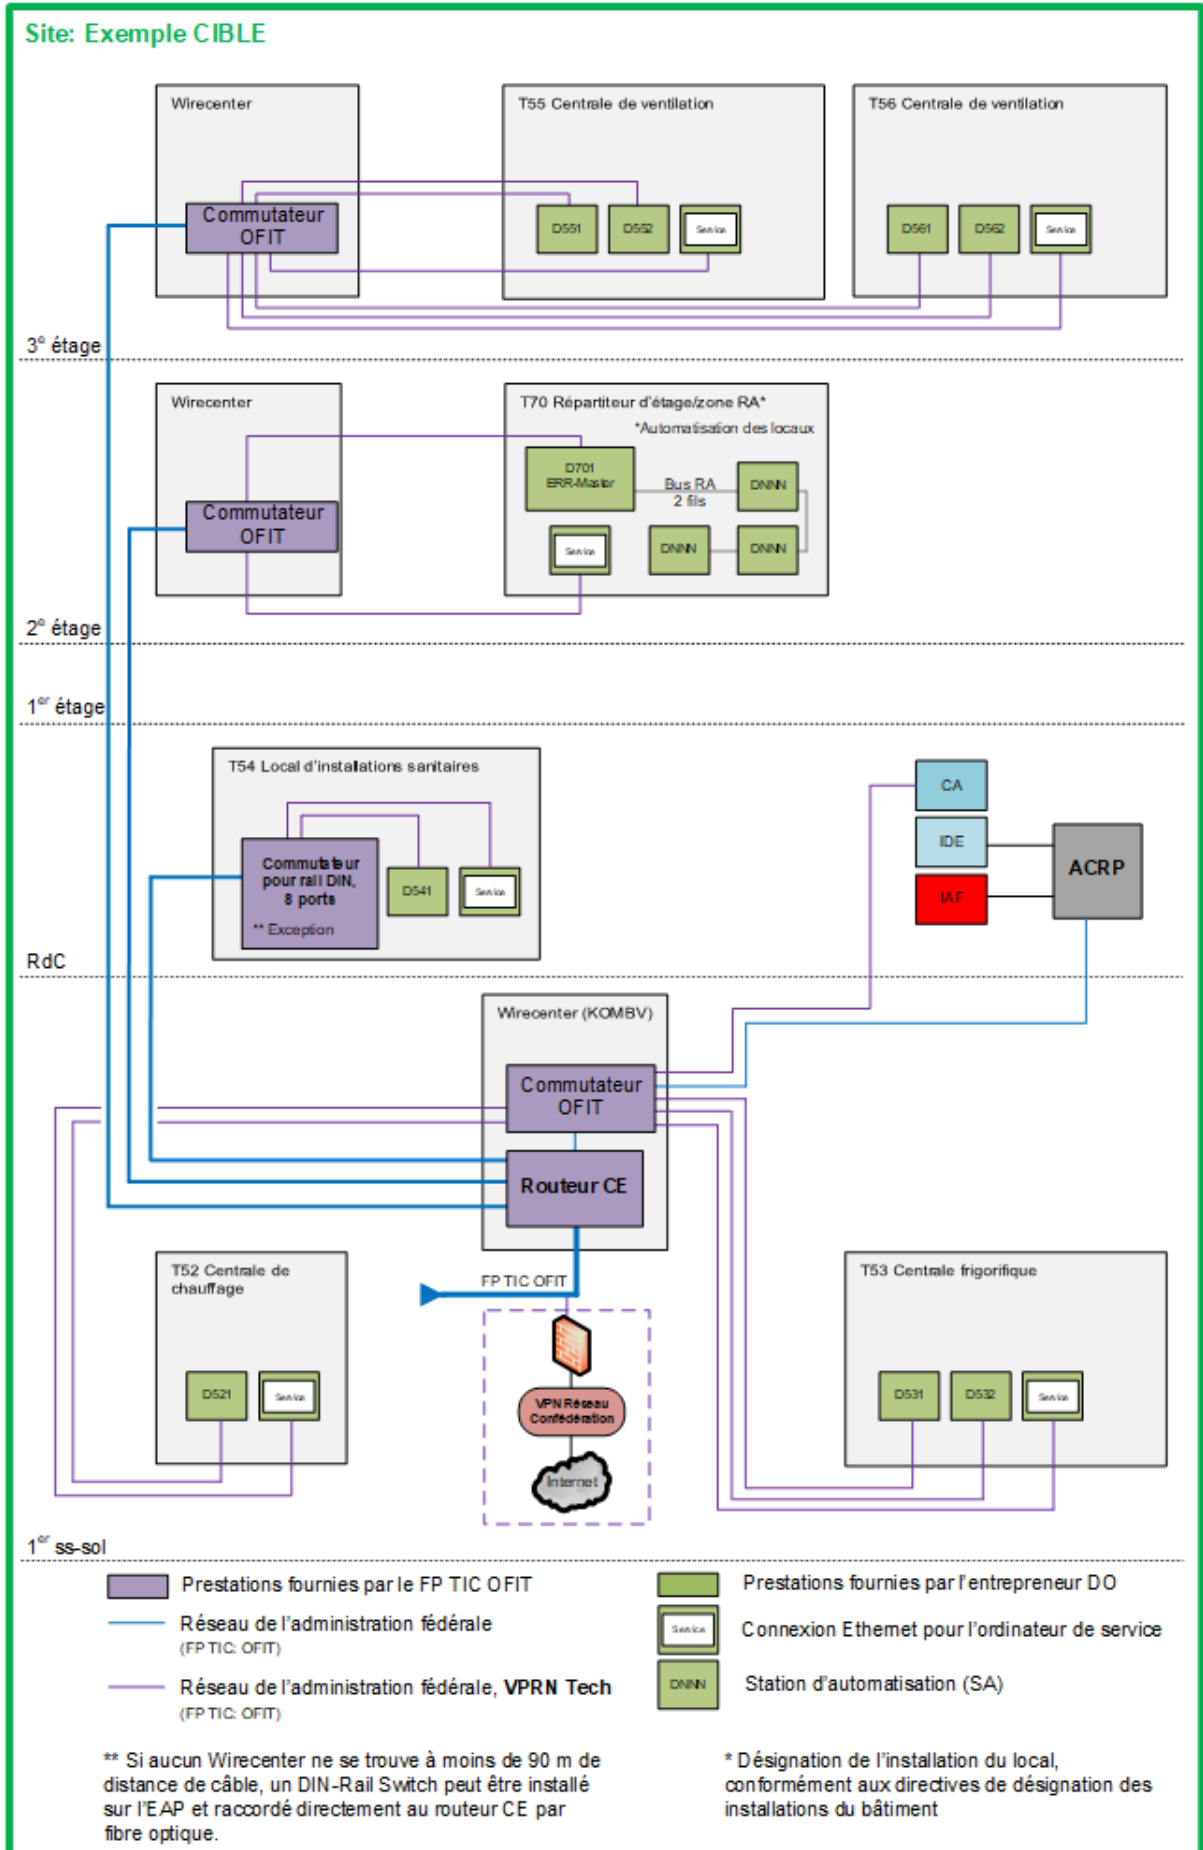 Site: Exemple CIBLE
Wirecenter
T55 Centrale de ventilation
T56 Centrale de ventilation
Commutateur
OFIT
D551
D552
Service
D561
D562
Service
3e étage
Wirecenter
T70 Répartiteur d'étage/zone RA*
*Automatisation des locaux
D701
ERR-Master
Bus RA
2 fils
DNNN
Commutateur
OFIT
Service
DNNN
DNNN
2e étage
1er étage
T54 Local d'installations sanitaires
CA
IDE
ACRP
IAF
Commutateur
pour rail DIN,
8 ports
** Exception
D541
Service
RdC
Wirecenter (KOMBV)
Commutateur
OFIT
Routeur CE
T52 Centrale de
chauffage
FP TIC OFIT
T53 Centrale frigorifique
D521
Service
VPN Réseau
Confédération
Internet
D531
D532
Service
1er ss-sol
Prestations fournies par le FP TIC OFIT
Prestations fournies par l'entrepreneur DO
Réseau de l'administration fédérale
(FP TIC: OFIT)
Service
Connexion Ethernet pour l'ordinateur de service
Réseau de l'administration fédérale, VPRN Tech
(FP TIC: OFIT)
DNNN
Station d'automatisation (SA)
** Si aucun Wirecenter ne se trouve à moins de 90 m de
distance de câble, un DIN-Rail Switch peut être installé
sur l'EAP et raccordé directement au routeur CE par
fibre optique.
* Désignation de l'installation du local,
conformément aux directives de désignation des
installations du bâtiment